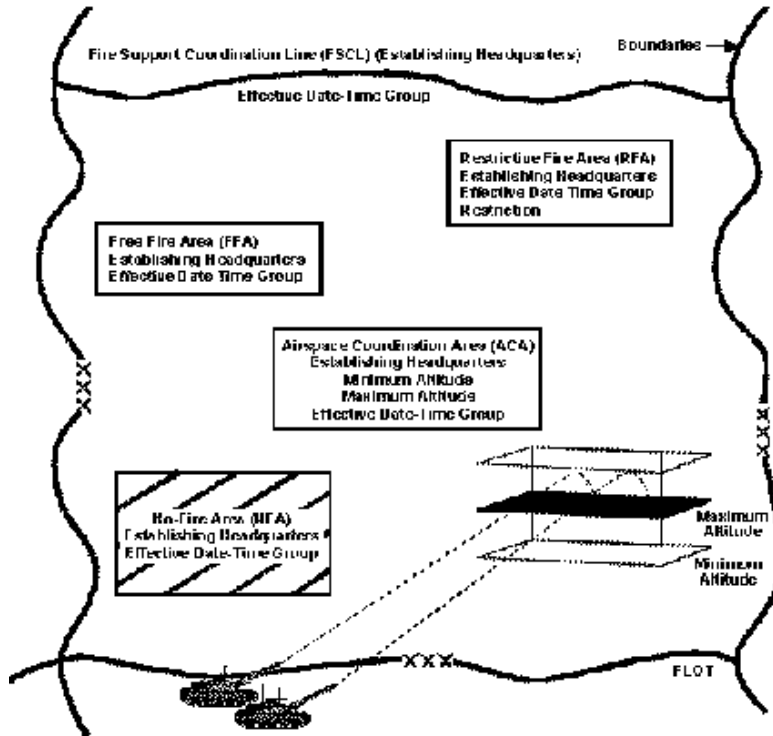 Fire Support Coordination Line (FSCL) (Establishing Headquarters)
Boundaries
Effective Date-Time Group
Restrictive Fire Area (RFA)
Establishing Headquarters
Effective Date Time Group
Restriction
Free Fire Area (FFA)
Establishing Headquarters
Effective Date Time Group
Airspace Coordination Area (ACA)
Establishing Headquarters
Minimum Altitude
Maximum Altitude
Effective Date-Time Group
XXX
XXX
No-Fire Area (NFA)
Establishing Headquarters
Effective Date-Time Group
Maximum
Altitude
Minimum
Altitude
XXX
FLOT